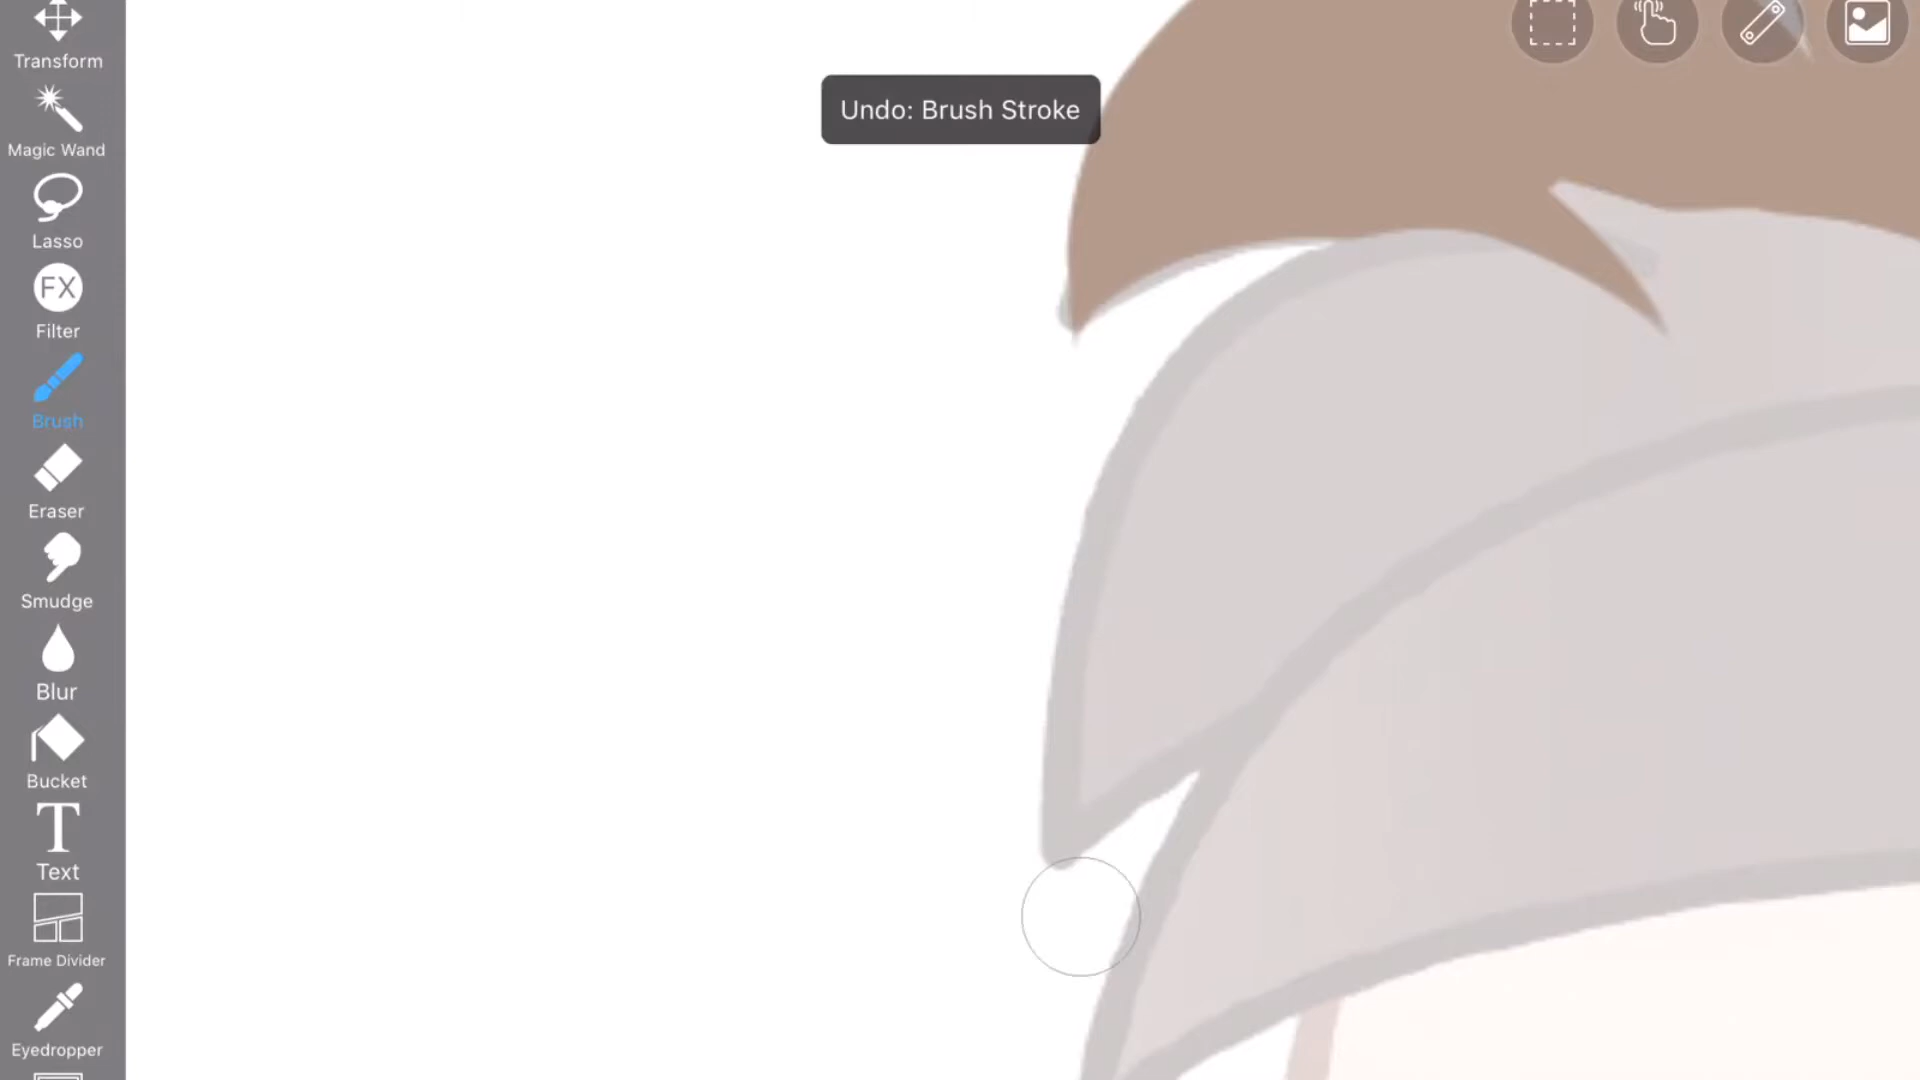 Transform
Undo: Brush Stroke
Magic Wand
Lasso
FX
Filter
Brush
Eraser
Smudge
Blur
Bucket
T
Text
Frame Divider
Eyedropper